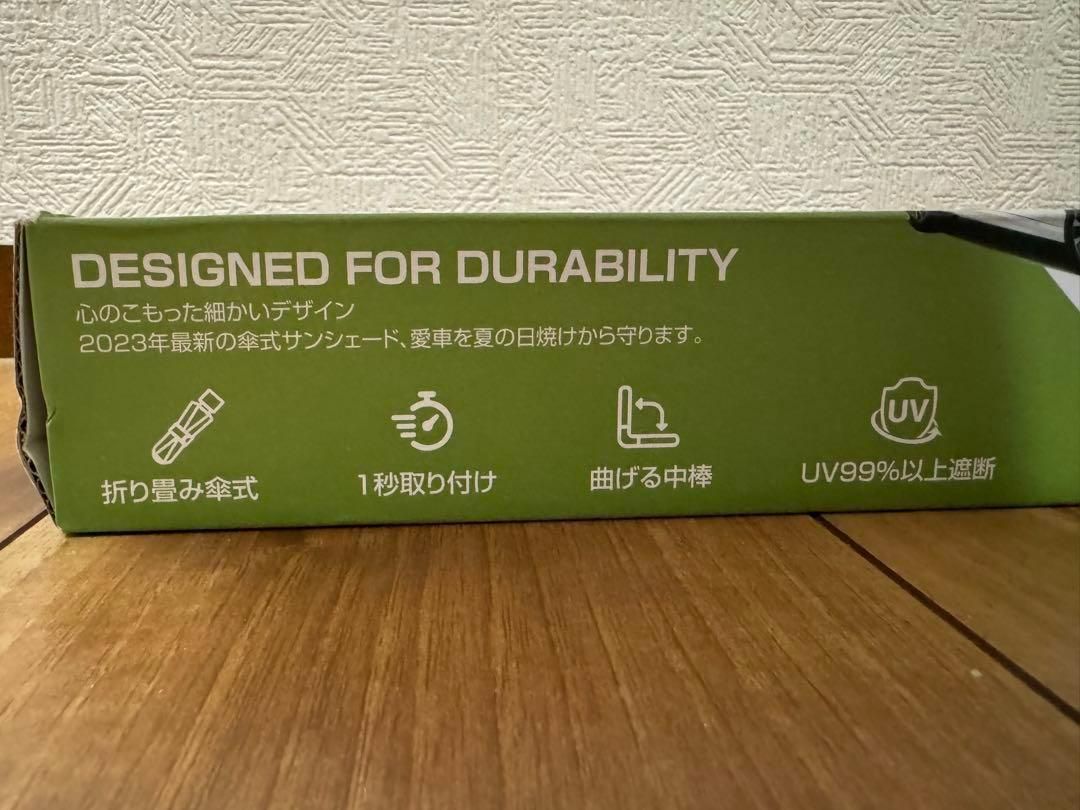 DESIGNED FOR DURABILITY
心のこもった細かいデザイン
2023年最新の傘式サンシェード、愛車を夏の日焼けから守ります。
UV
折り畳み傘式
1秒取り付け
曲げる中棒
UV99%以上遮断